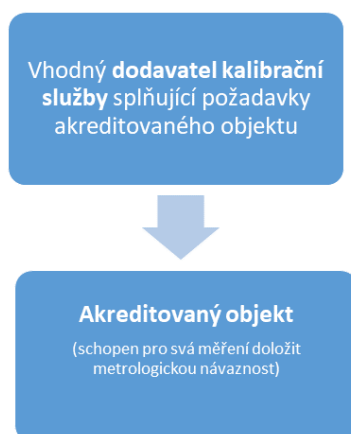 Vhodný dodavatel kalibrační
služby splňující požadavky
akreditovaného objektu
Akreditovaný objekt
(schopen pro svá měření doložit
metrologickou návaznost)